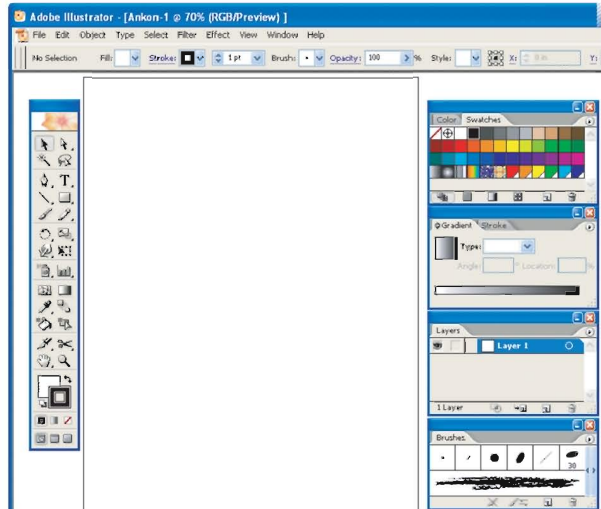 Adobe Illustrator - [Ankon-1 @ 70% (RGB/Preview) ]
File Edit Object Type Select Filter Effect View Window Help
No Selection Fill: Stroke: 1 pt Brush: Opacity: 100 % Style: X: Y:
Color Swatches
Gradient Stroke
Type:
Angle: ° Location: %
Layers
Layer 1
1 Layer
Brushes
30